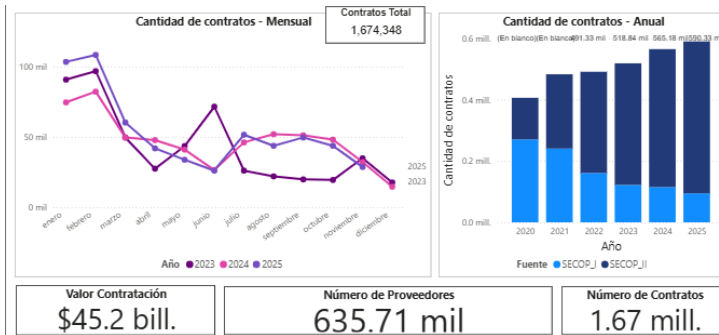 Cantidad de contratos - Mensual
Contratos Total
1,674,348
100 mil
50 mil
0 mil
enero
febrero
marzo
abril
mayo
junio
julio
agosto
septiembre
octubre
noviembre
diciembre
2025
2023
Año 2023 2024 2025
Cantidad de contratos - Anual
(En blanco) (En blanco) 491.33 mil 518.84 mil 565.18 mil 590.33 m
Cantidad de contratos
0.6 mill.
0.4 mill.
0.2 mill.
0.0 mill.
2020 2021 2022 2023 2024 2025
Año
Fuente SECOP_I SECOP_II
Valor Contratación
$45.2 bill.
Número de Proveedores
635.71 mil
Número de Contratos
1.67 mill.